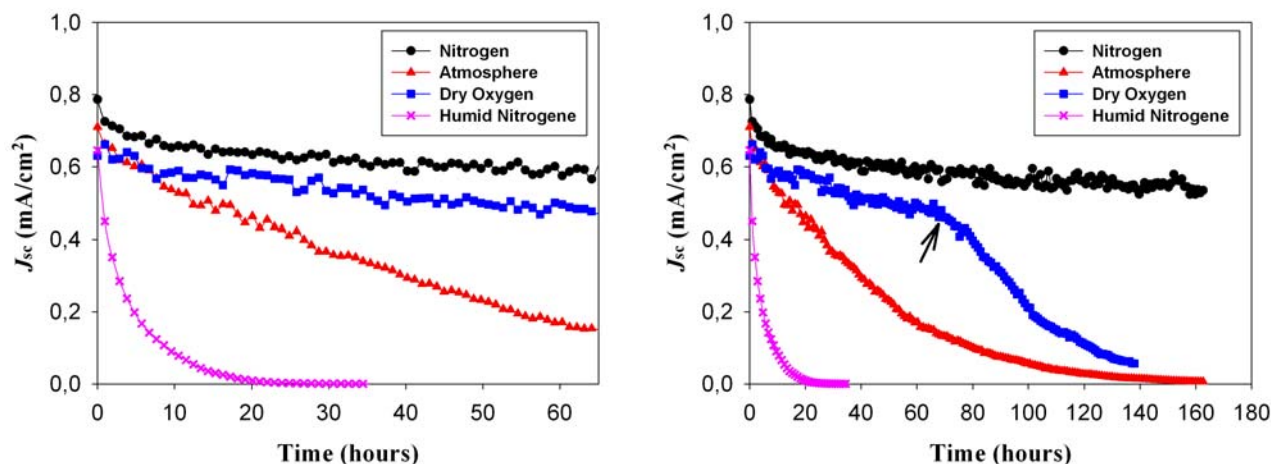 1,0
0,8
0,6
0,4
0,2
0,0
J_sc (mA/cm²)
Nitrogen
Atmosphere
Dry Oxygen
Humid Nitrogene
0 10 20 30 40 50 60
Time (hours)
1,0
0,8
0,6
0,4
0,2
0,0
J_sc (mA/cm²)
Nitrogen
Atmosphere
Dry Oxygen
Humid Nitrogene
0 20 40 60 80 100 120 140 160 180
Time (hours)